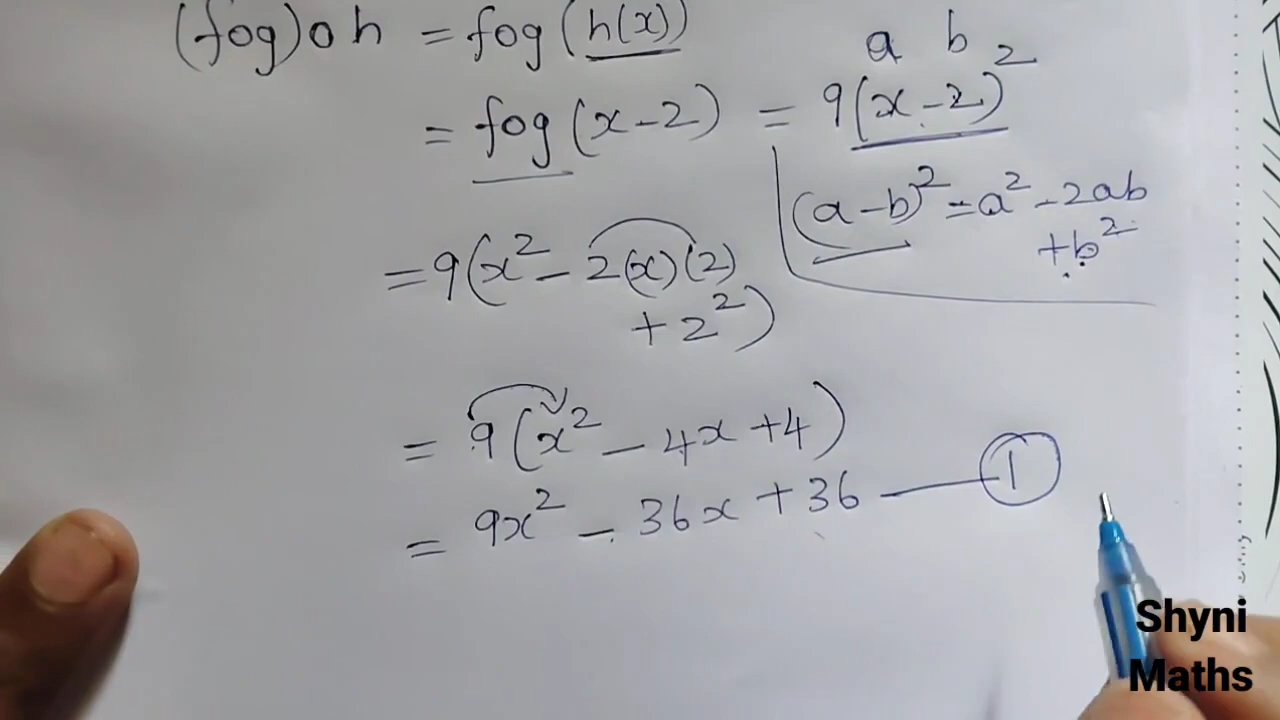 (fog)oh = fog(h(x))
a b
= fog(x-2) = 9(x-2)²
(a-b)² = a² - 2ab
+b²
= 9(x² - 2(x)(2)
+2²)
= 9(x² - 4x + 4)
= 9x² - 36x + 36 — 1
Shyni
Maths